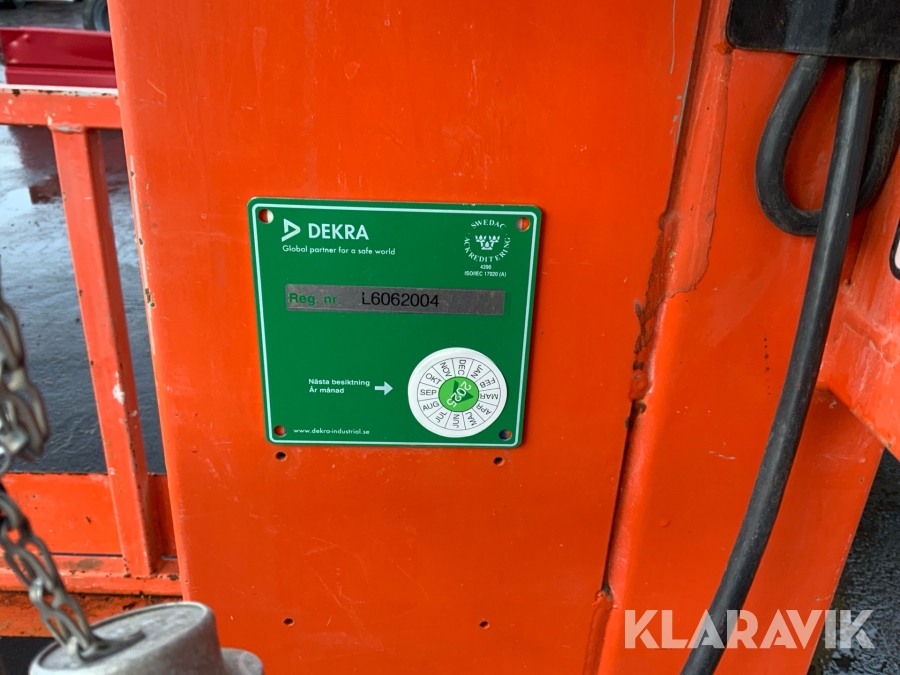 DEKRA
Global partner for a safe world
SWEDAC
ACKREDITERING
4290
ISO/IEC 17020 (A)
Reg. nr. L6062004
Nästa besiktning
År månad
JAN FEB MAR APR MAJ JUN JUL AUG SEP OKT NOV DEC
2025
www.dekra-industrial.se
KLARAVIK